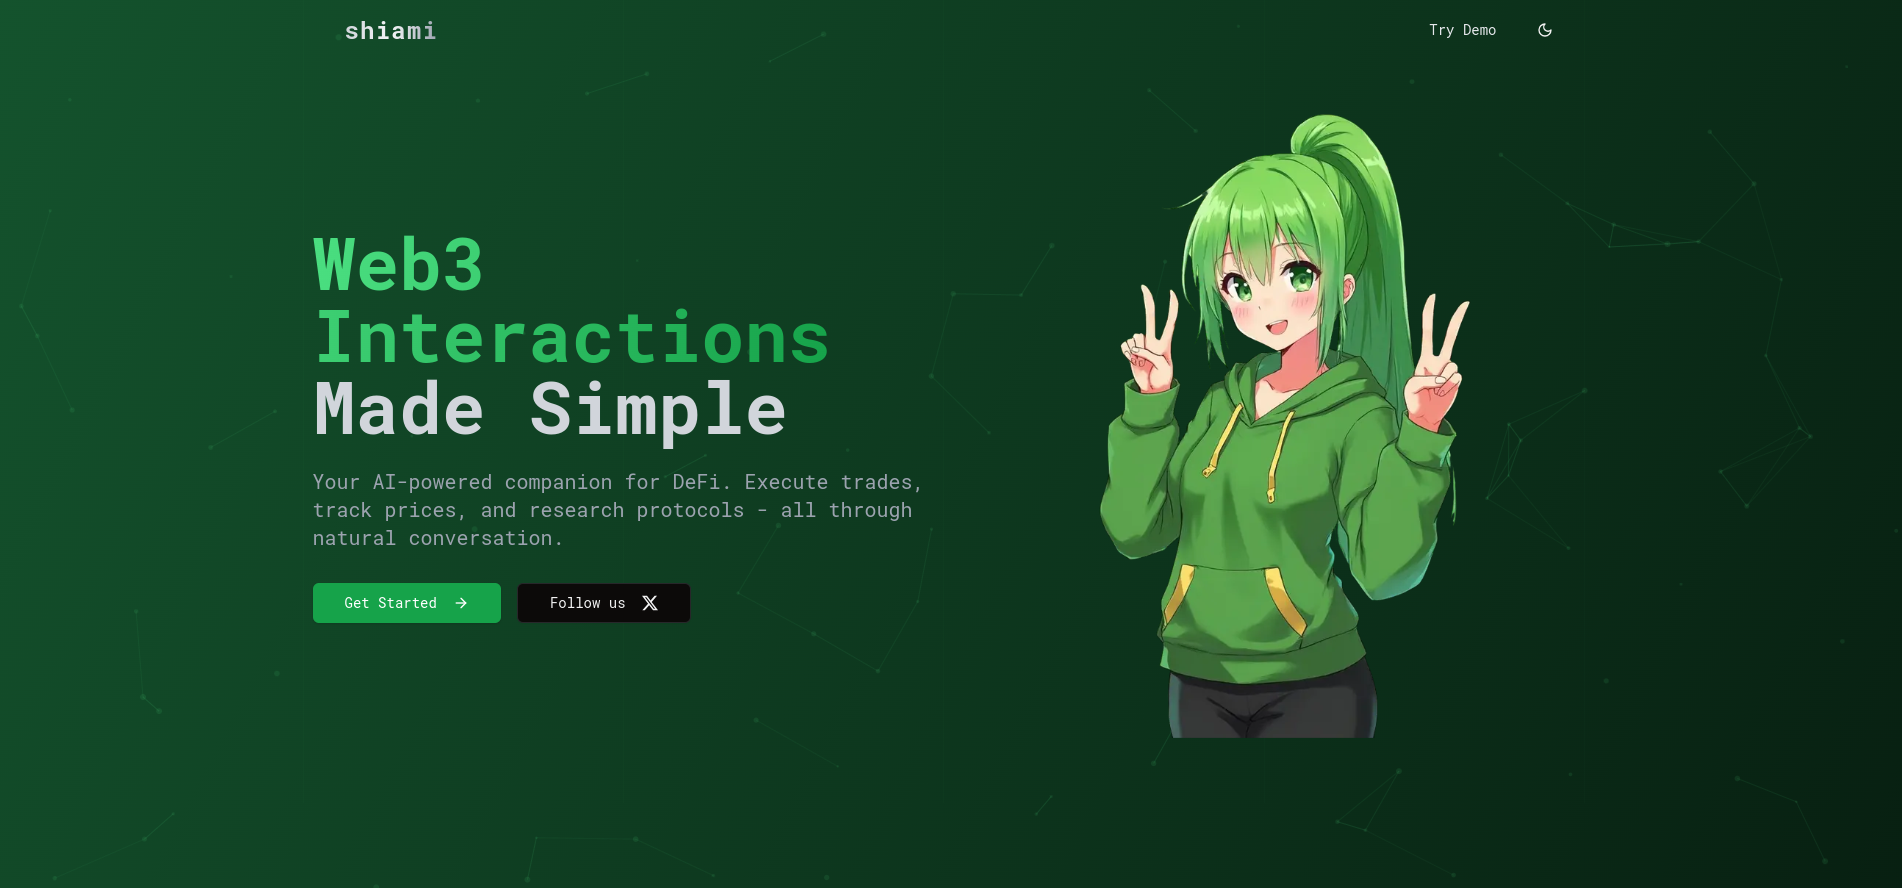 shiami
Try Demo
Web3
Interactions
Made Simple
Your AI-powered companion for DeFi. Execute trades,
track prices, and research protocols - all through
natural conversation.
Get Started
Follow us